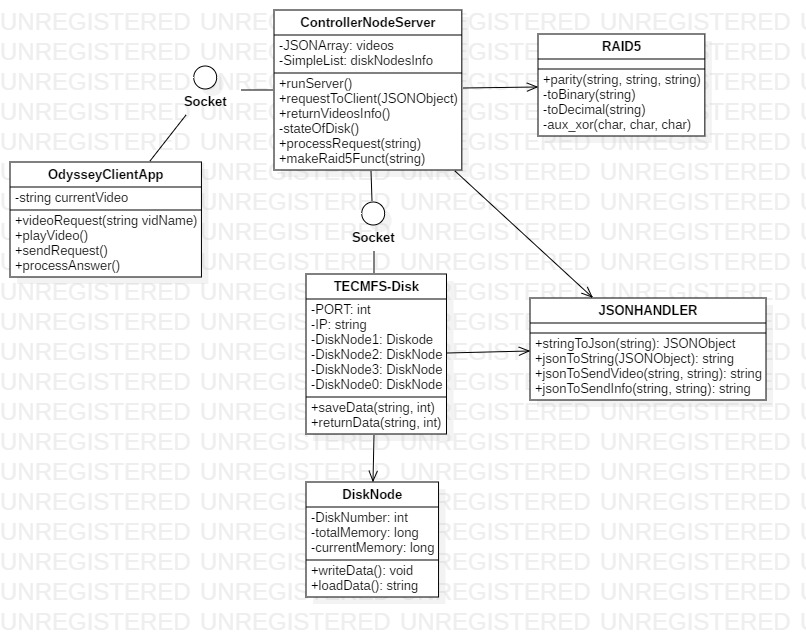 ControllerNodeServer
-JSONArray: videos
-SimpleList: diskNodesInfo
+runServer()
+requestToClient(JSONObject)
+returnVideosInfo()
-stateOfDisk()
+processRequest(string)
+makeRaid5Funct(string)
RAID5
+parity(string, string, string)
-toBinary(string)
-toDecimal(string)
-aux_xor(char, char, char)
Socket
OdysseyClientApp
-string currentVideo
+videoRequest(string vidName)
+playVideo()
+sendRequest()
+processAnswer()
Socket
TECMFS-Disk
-PORT: int
-IP: string
-DiskNode1: Diskode
-DiskNode2: DiskNode
-DiskNode3: DiskNode
-DiskNode0: DiskNode
+saveData(string, int)
+returnData(string, int)
JSONHANDLER
+stringToJson(string): JSONObject
+jsonToString(JSONObject): string
+jsonToSendVideo(string, string): string
+jsonToSendInfo(string, string): string
DiskNode
-DiskNumber: int
-totalMemory: long
-currentMemory: long
+writeData(): void
+loadData(): string
UNREGISTERED